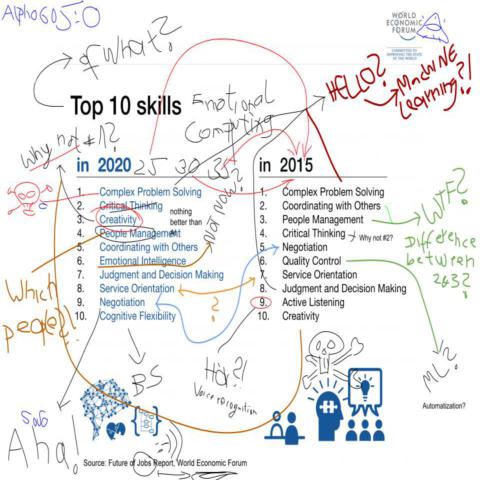 Alpha Go 5:0
WORLD
ECONOMIC
FORUM
COMMITTED TO
IMPROVING THE STATE
OF THE WORLD
of What?
HELLO?
MACHINE
Learning?!
Top 10 skills
Emotional
Computing
Why not #1?
in 2020
25 30 35
in 2015
1. Complex Problem Solving
2. Critical Thinking
3. Creativity
4. People Management
5. Coordinating with Others
6. Emotional Intelligence
7. Judgment and Decision Making
8. Service Orientation
9. Negotiation
10. Cognitive Flexibility
nothing
better than
NOT NOW?
1. Complex Problem Solving
2. Coordinating with Others
3. People Management
4. Critical Thinking
Why not #2?
5. Negotiation
6. Quality Control
7. Service Orientation
8. Judgment and Decision Making
9. Active Listening
10. Creativity
WTF?
Difference
between
2&3?
Which
people?!
?
BS
Hä?!
Voice recognition
ML?
Automatization?
Aha!
Source: Future of Jobs Report, World Economic Forum